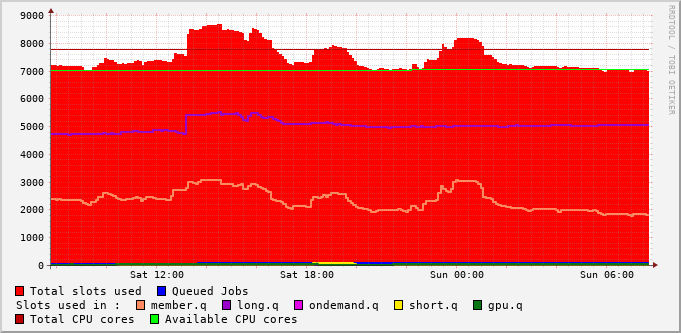 9000
8000
7000
6000
5000
4000
3000
2000
1000
0
Sat 12:00 Sat 18:00 Sun 00:00 Sun 06:00
RRDTOOL / TOBI OETIKER
Total slots used Queued Jobs
Slots used in : member.q long.q ondemand.q short.q gpu.q
Total CPU cores Available CPU cores